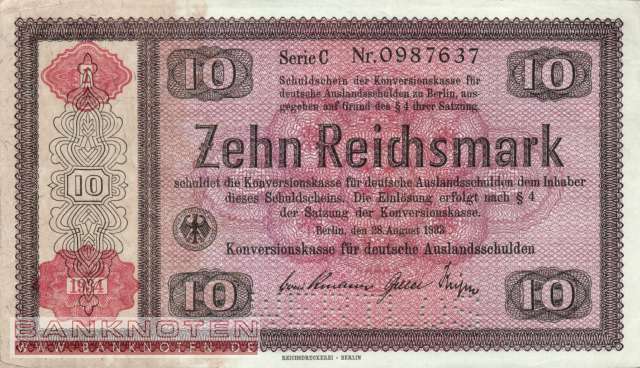 Serie C Nr.0987637
10 10
Schuldschein der Konversionskasse für
deutsche Auslandsschulden zu Berlin, aus-
gegeben auf Grund des § 4 ihrer Satzung.
Zehn Reichsmark
schuldet die Konversionskasse für deutsche Auslandsschulden dem Inhaber
dieses Schuldscheins. Die Einlösung erfolgt nach § 4
der Satzung der Konversionskasse.
Berlin, den 28. August 1933
Konversionskasse für deutsche Auslandsschulden
10
1934
10 10
REICHSDRUCKEREI · BERLIN
BANKNOTEN
WWW.BANKNOTEN.DE